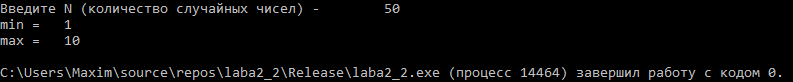 Введите N (количество случайных чисел) - 50
min = 1
max = 10
C:\Users\Maxim\source\repos\laba2_2\Release\laba2_2.exe (процесс 14464) завершил работу с кодом 0.